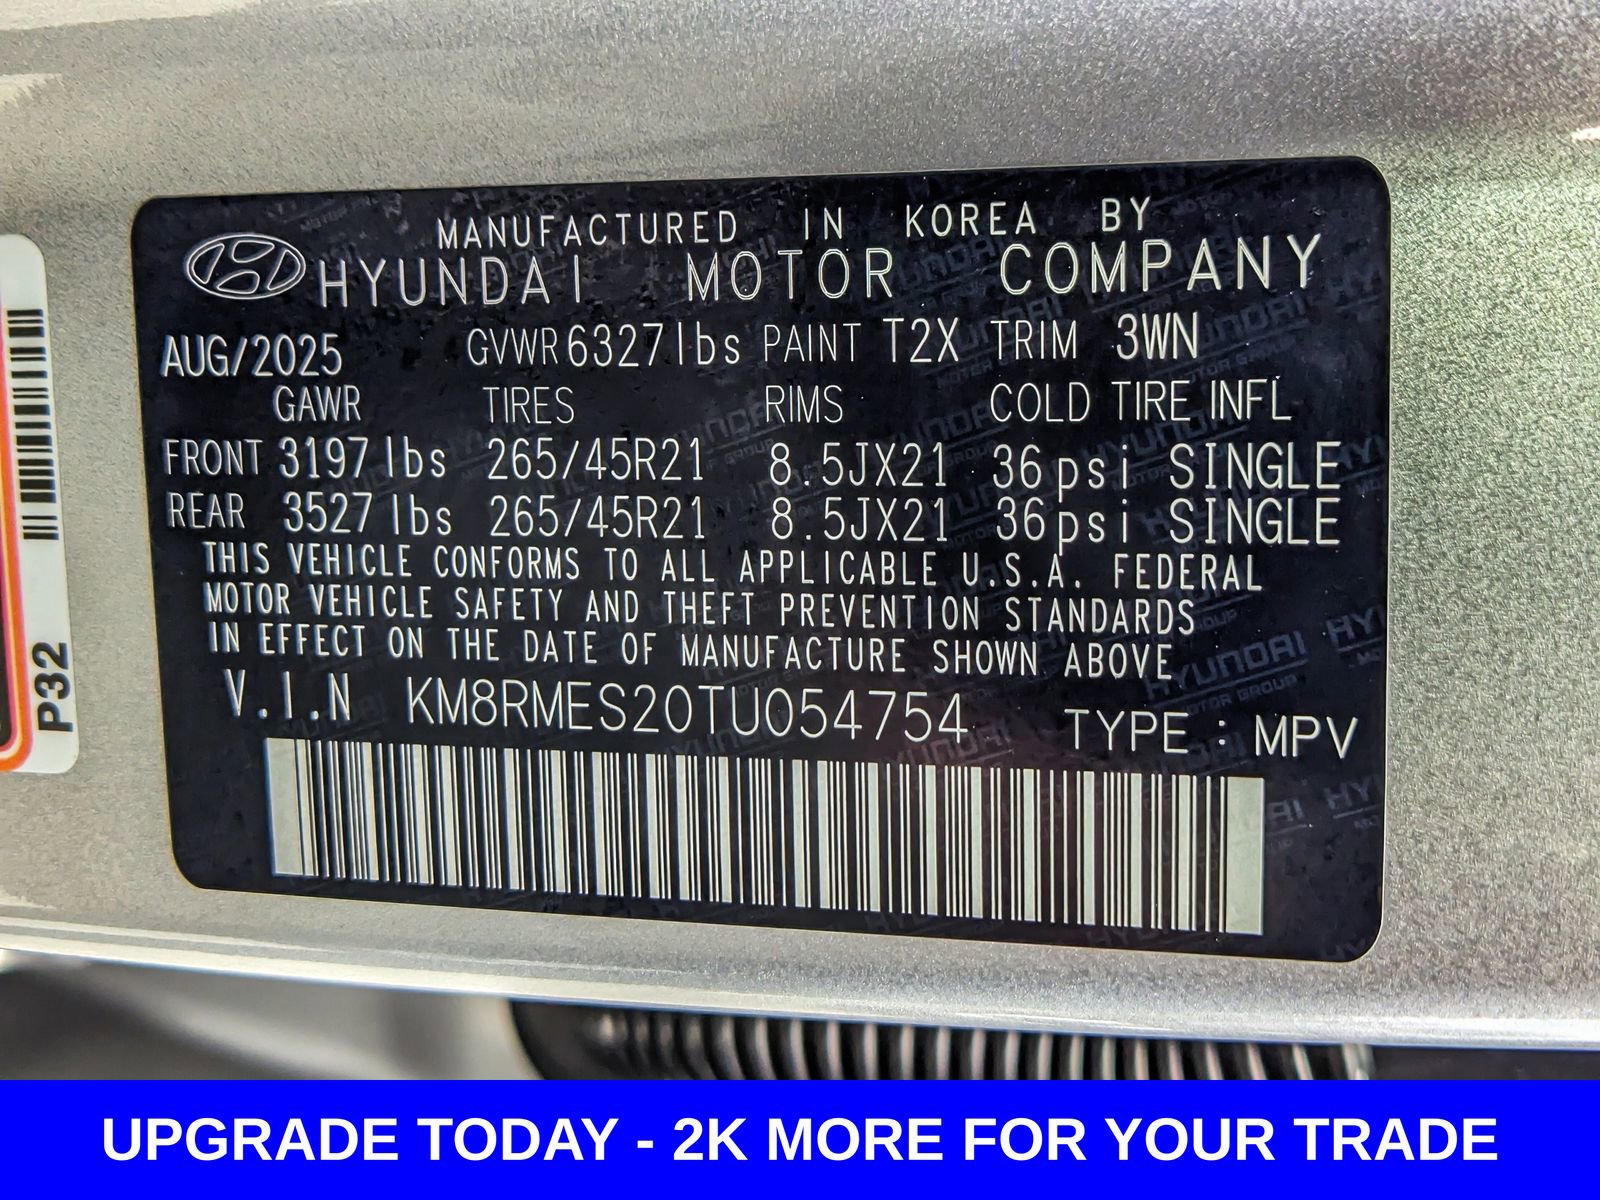 MANUFACTURED IN KOREA BY
HYUNDAI MOTOR COMPANY
AUG/2025 GVWR 6327 lbs PAINT T2X TRIM 3WN
GAWR TIRES RIMS COLD TIRE INFL
FRONT 3197 lbs 265/45R21 8.5JX21 36psi SINGLE
REAR 3527 lbs 265/45R21 8.5JX21 36psi SINGLE
THIS VEHICLE CONFORMS TO ALL APPLICABLE U.S.A. FEDERAL
MOTOR VEHICLE SAFETY AND THEFT PREVENTION STANDARDS
IN EFFECT ON THE DATE OF MANUFACTURE SHOWN ABOVE
V.I.N KM8RMES20TU054754 TYPE : MPV
P32
UPGRADE TODAY - 2K MORE FOR YOUR TRADE